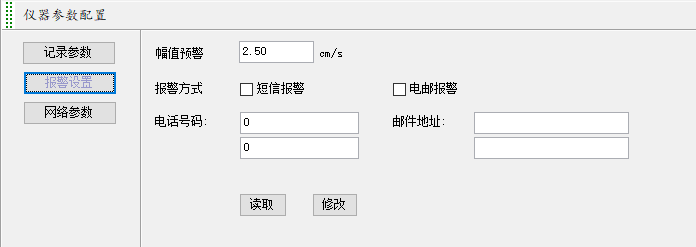 仪器参数配置
记录参数
报警设置
网络参数
幅值预警 2.50 cm/s
报警方式 短信报警 电邮报警
电话号码: 0 邮件地址:
0
读取 修改